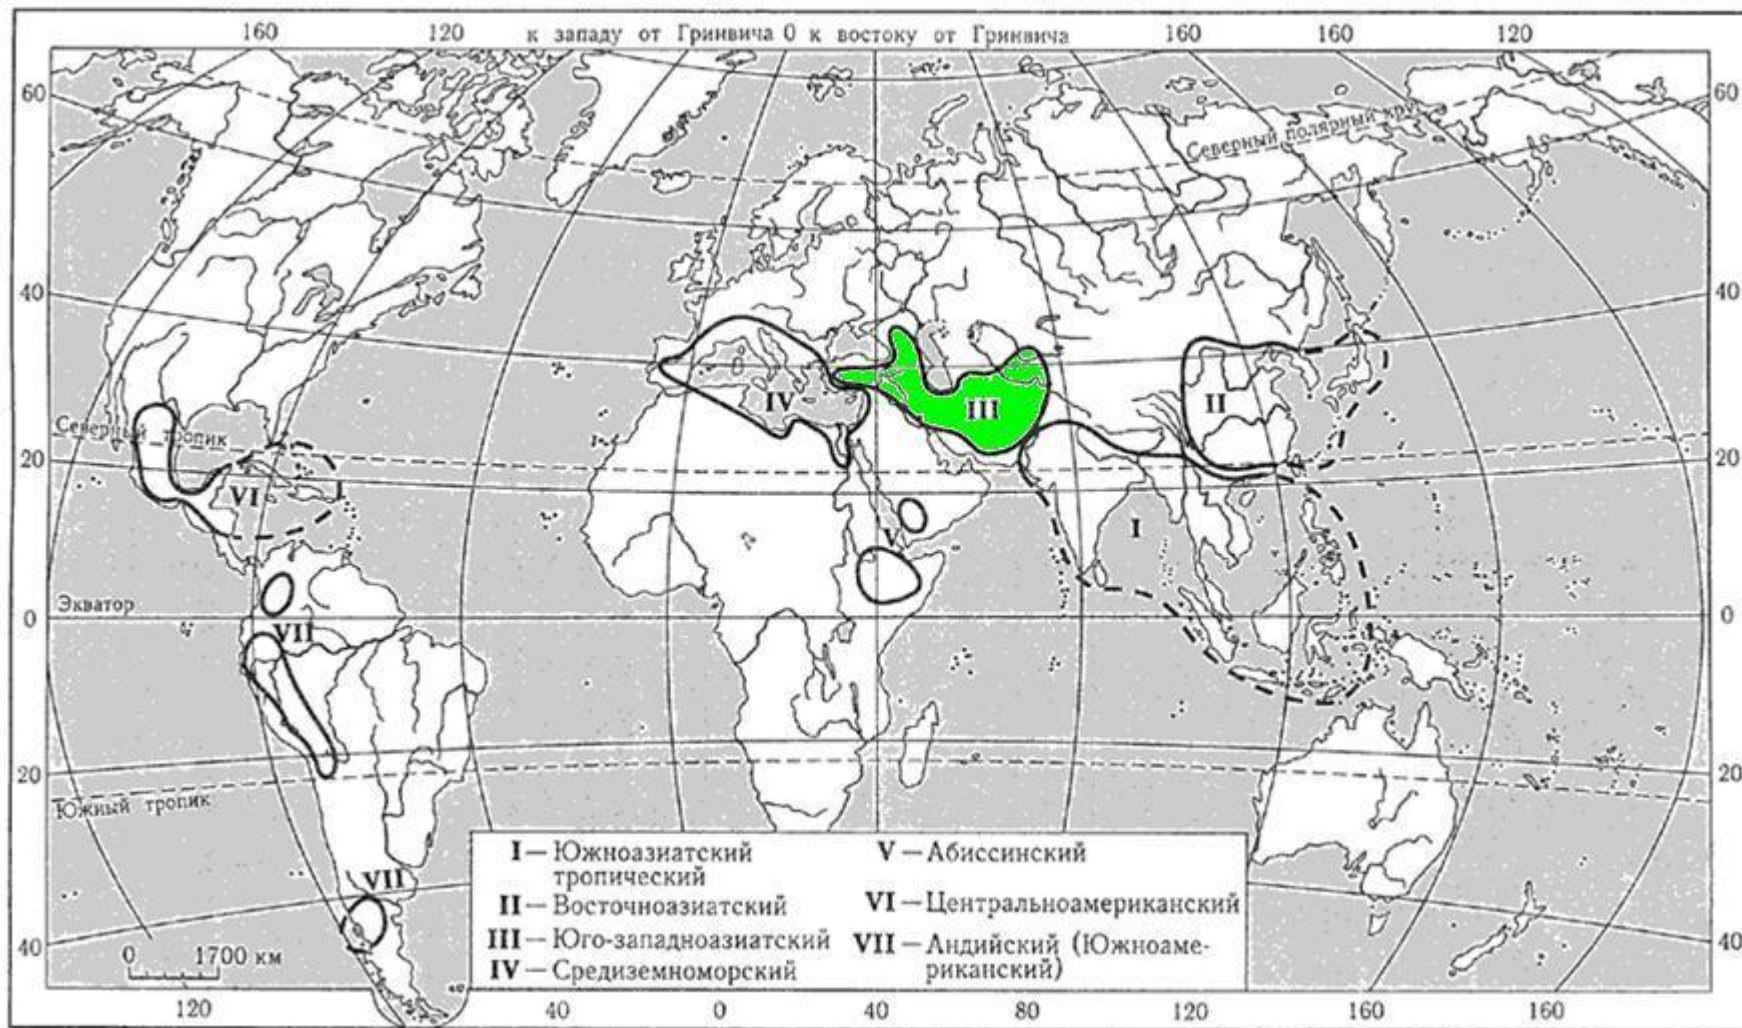 160 120 к западу от Гринвича 0 к востоку от Гринвича 160 160 120
60 60
Северный полярный круг
40 40
Северный тропик
20 20
IV III II
VI I
V
Экватор
0 0
VII
20 20
Южный тропик
VII
I — Южноазиатский
тропический
II — Восточноазиатский
III — Юго-западноазиатский
IV — Средиземноморский
V — Абиссинский
VI — Центральноамериканский
VII — Андийский (Южноаме-
риканский)
40 40
0 1700 км
120 40 0 40 80 120 160 160